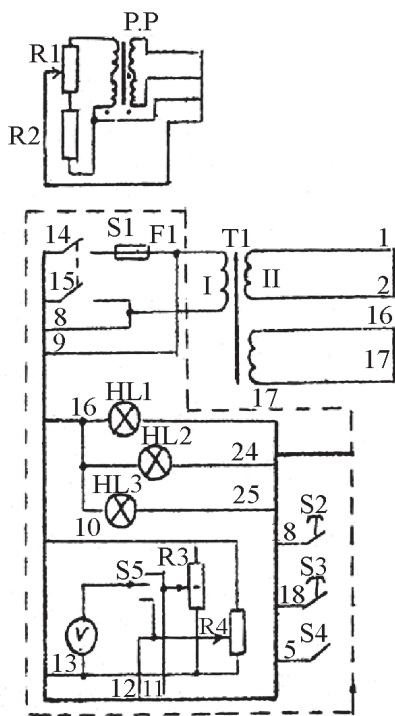 P.P
R1
R2
14 S1 F1 T1 1
15 I II 2
8 16
9 17
17
16 HL1
HL2 24
HL3 25
10 8 S2
S5 R3 18 S3
V R4 5 S4
13 12 11